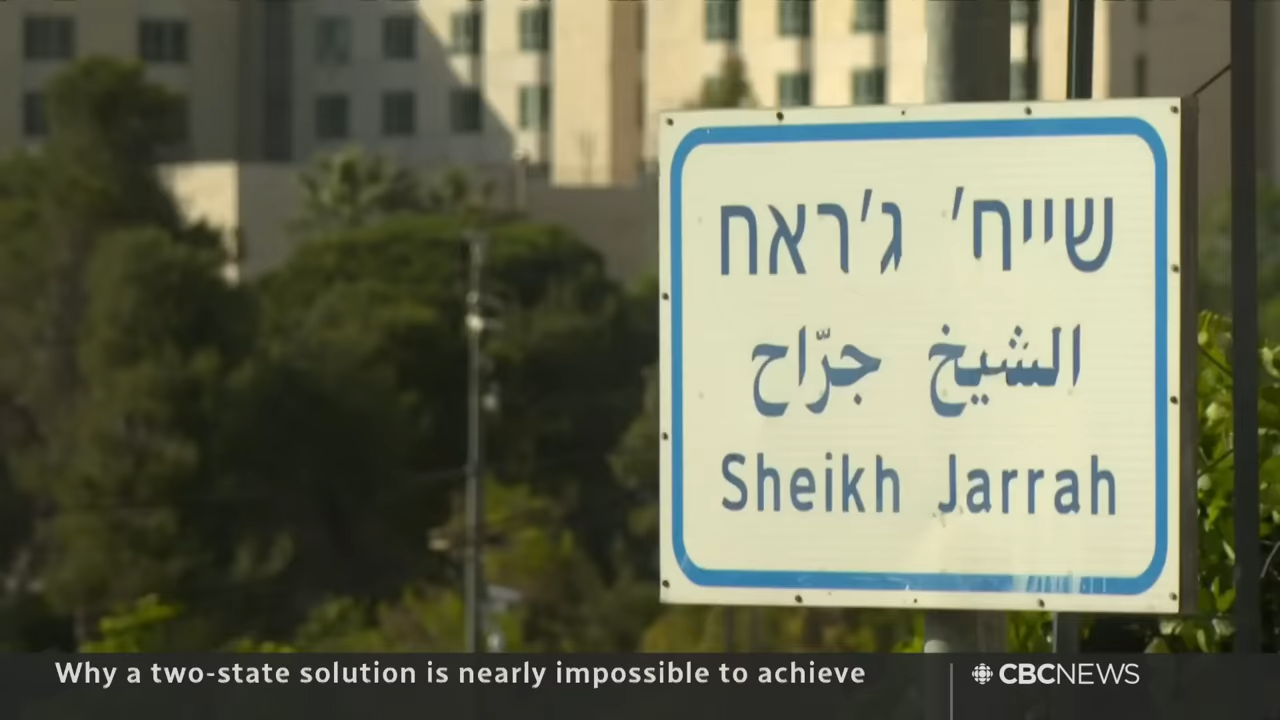 שייח' ג'ראח
الشيخ جرّاح
Sheikh Jarrah
Why a two-state solution is nearly impossible to achieve
CBCNEWS